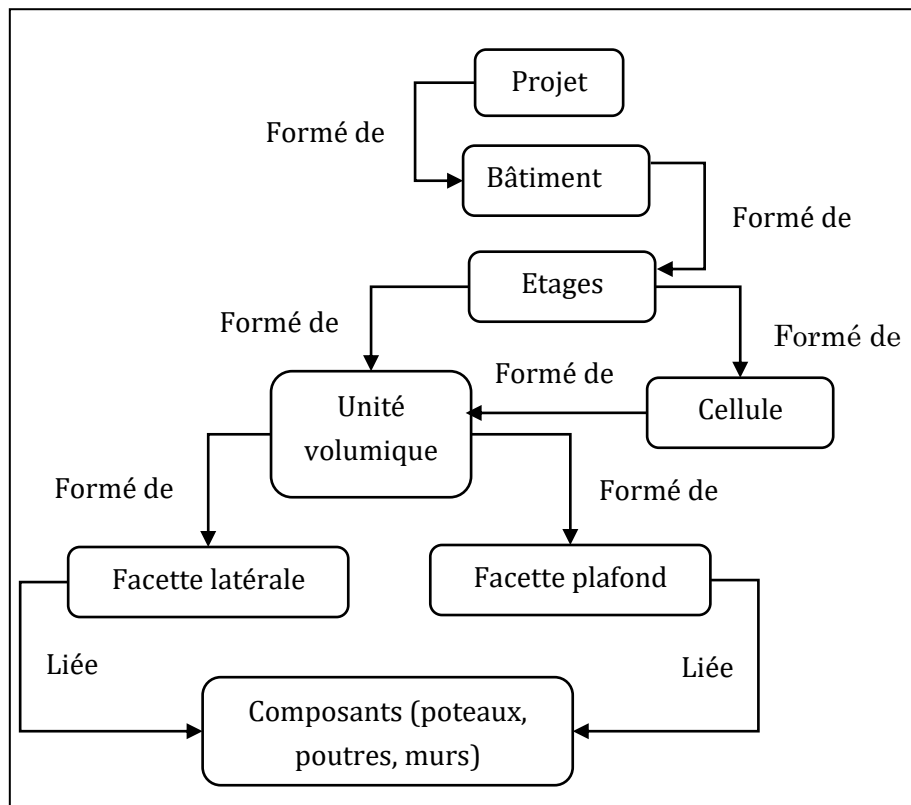 Projet
Formé de
Bâtiment
Formé de
Etages
Formé de
Formé de
Formé de
Unité
volumique
Cellule
Formé de
Formé de
Facette latérale
Facette plafond
Liée
Liée
Composants (poteaux,
poutres, murs)